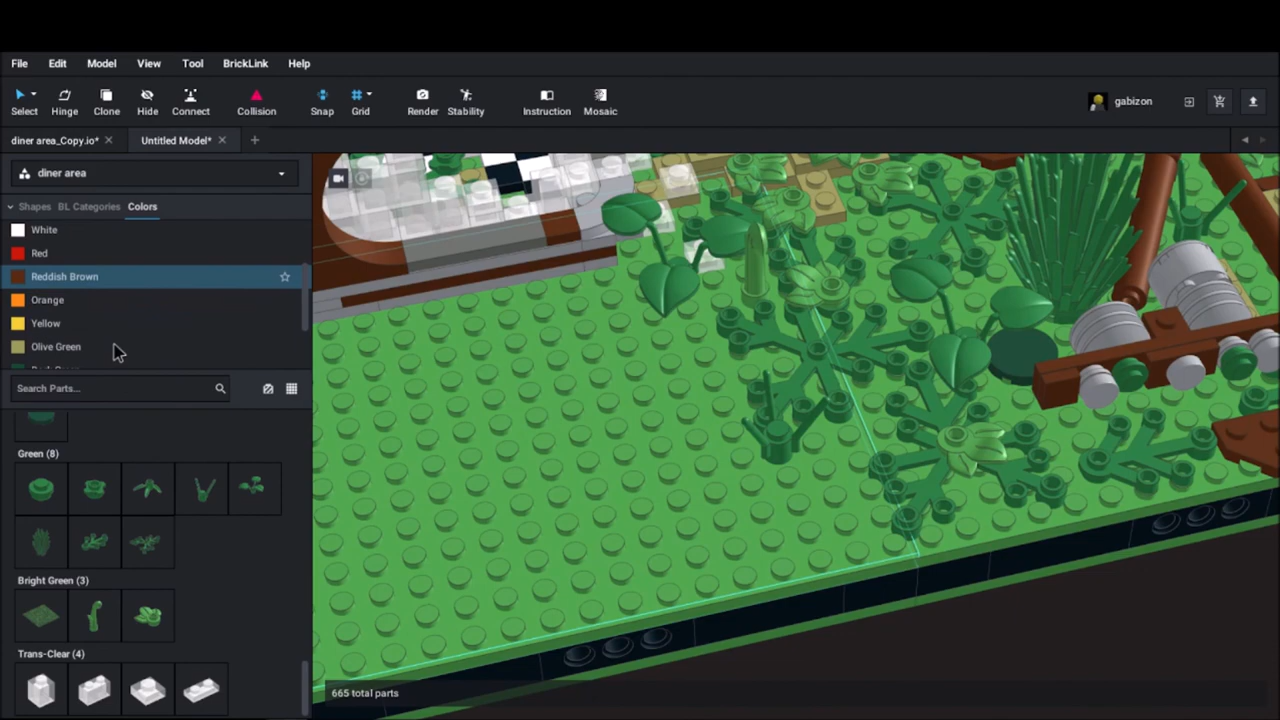 File Edit Model View Tool BrickLink Help
Select Hinge Clone Hide Connect Collision Snap Grid Render Stability Instruction Mosaic gabizon
diner area_Copy.io* Untitled Model*
diner area
Shapes BL Categories Colors
White
Red
Reddish Brown
Orange
Yellow
Olive Green
Search Parts...
Green (8)
Bright Green (3)
Trans-Clear (4)
665 total parts